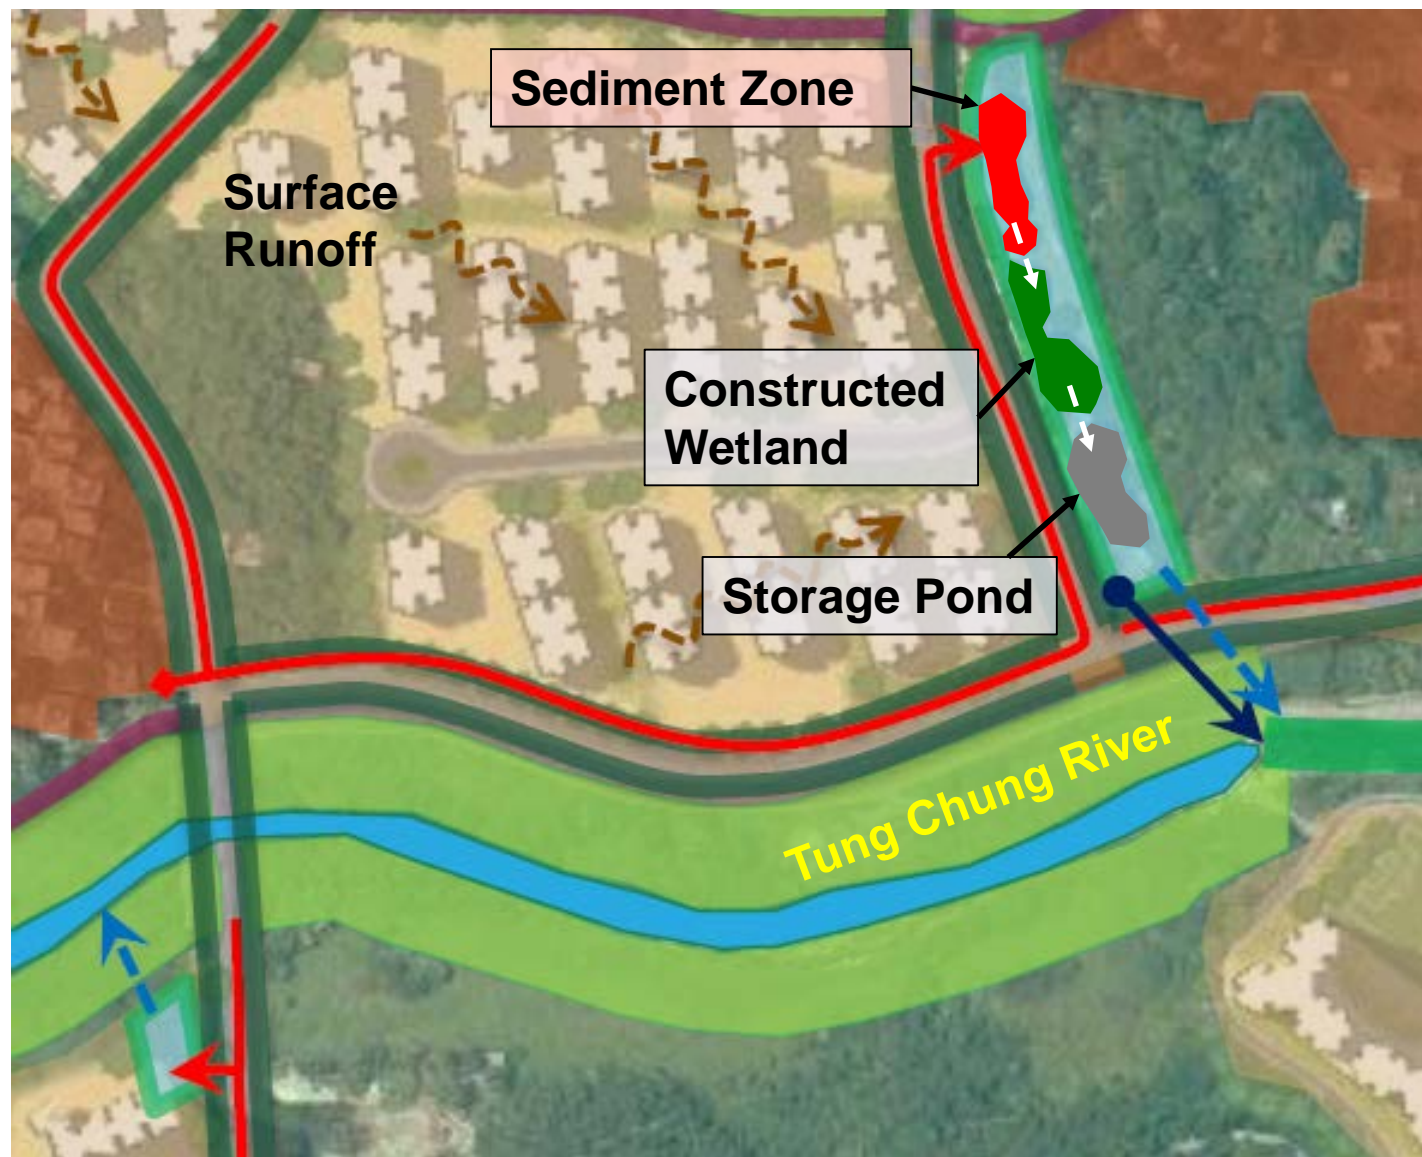 Sediment Zone
Surface
Runoff
Constructed
Wetland
Storage Pond
Tung Chung River